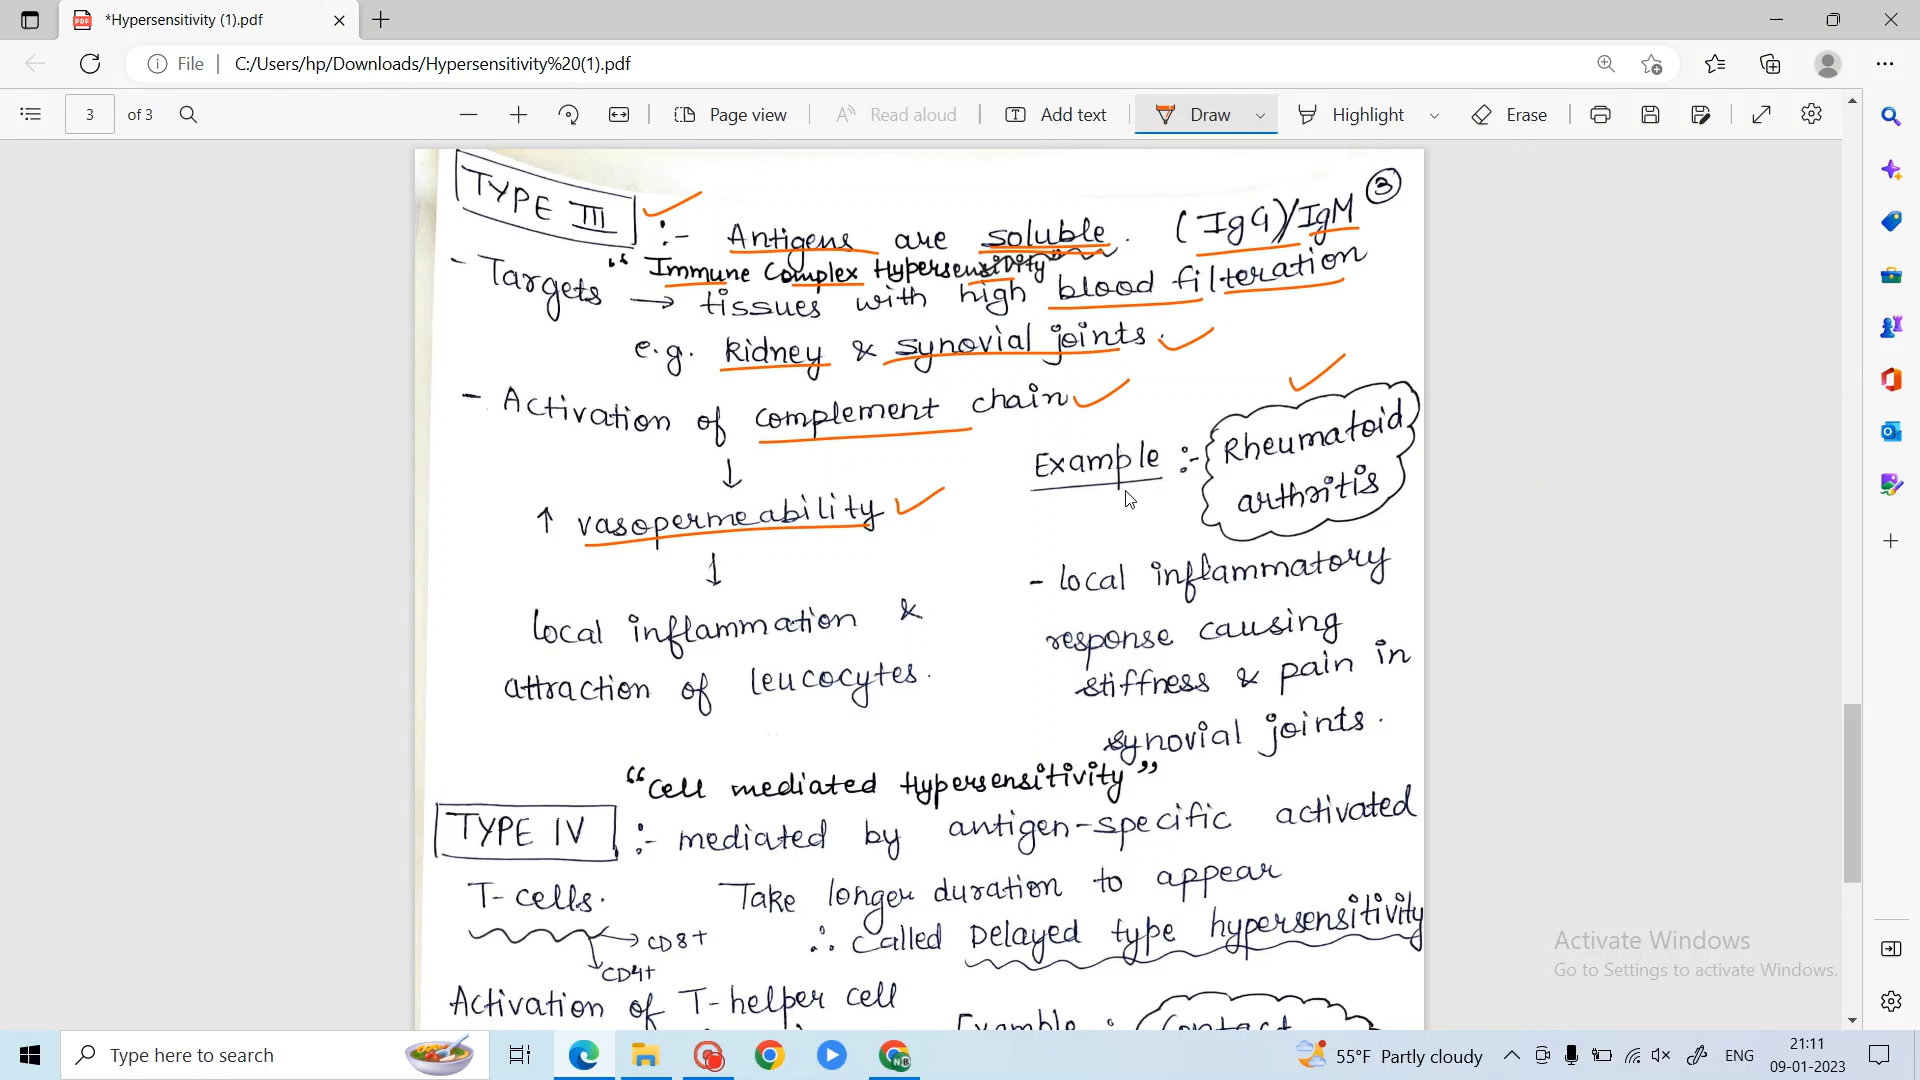 *Hypersensitivity (1).pdf
File
C:/Users/hp/Downloads/Hypersensitivity%20(1).pdf
3 of 3
Page view
Read aloud
Add text
Draw
Highlight
Erase
3
TYPE III :- Antigens are soluble. (IgG)/IgM
"Immune Complex Hypersensitivity"
- Targets → tissues with high blood filteration
e.g. kidney & synovial joints.
- Activation of complement chain
↓
↑ vasopermeability
↓
local inflammation &
attraction of leucocytes.
Example :- Rheumatoid
arthritis
- local inflammatory
response causing
stiffness & pain in
synovial joints.
"Cell mediated Hypersensitivity"
TYPE IV :- mediated by antigen-specific activated
T-cells. Take longer duration to appear
→ CD8+
CD4+
∴ called Delayed type hypersensitivity
Activation of T-helper cell
Example : Contact
Activate Windows
Go to Settings to activate Windows.
Type here to search
NB
55°F Partly cloudy
ENG
21:11
09-01-2023